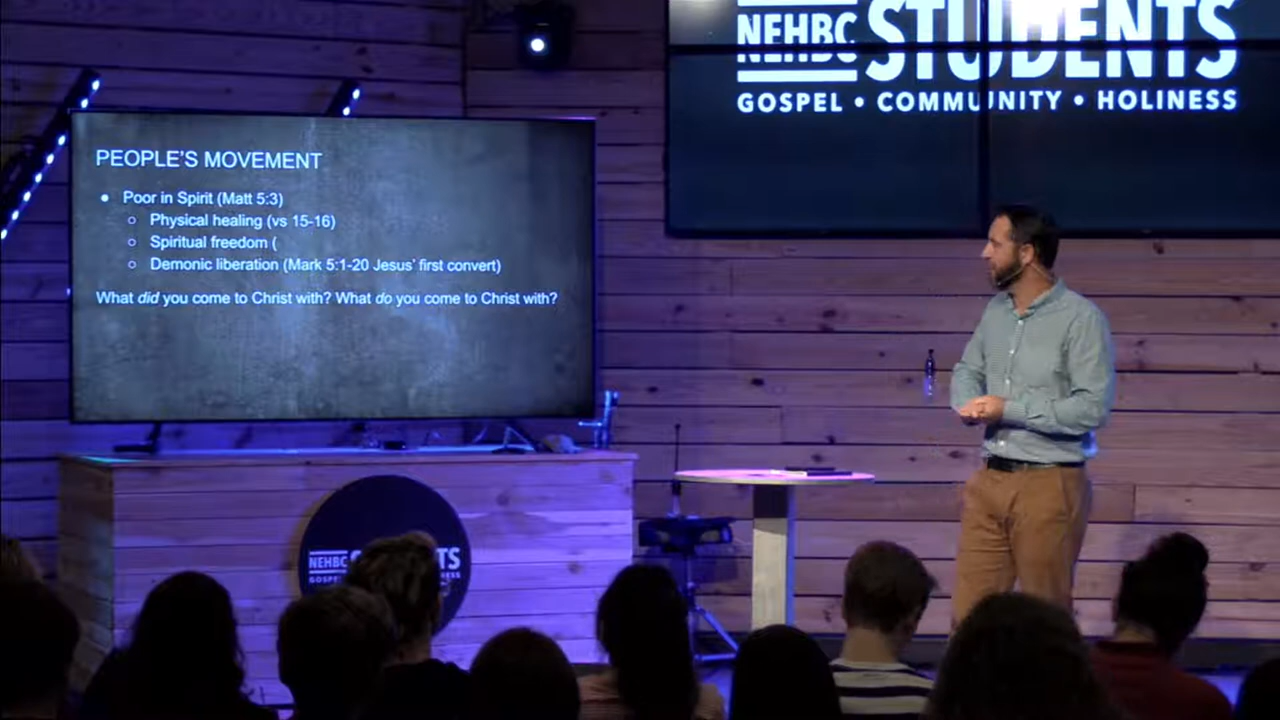 NEHBC STUDENTS
GOSPEL • COMMUNITY • HOLINESS
PEOPLE'S MOVEMENT
• Poor in Spirit (Matt 5:3)
○ Physical healing (vs 15-16)
○ Spiritual freedom (
○ Demonic liberation (Mark 5:1-20 Jesus' first convert)
What did you come to Christ with? What do you come to Christ with?
NEHBC
GOSPEL